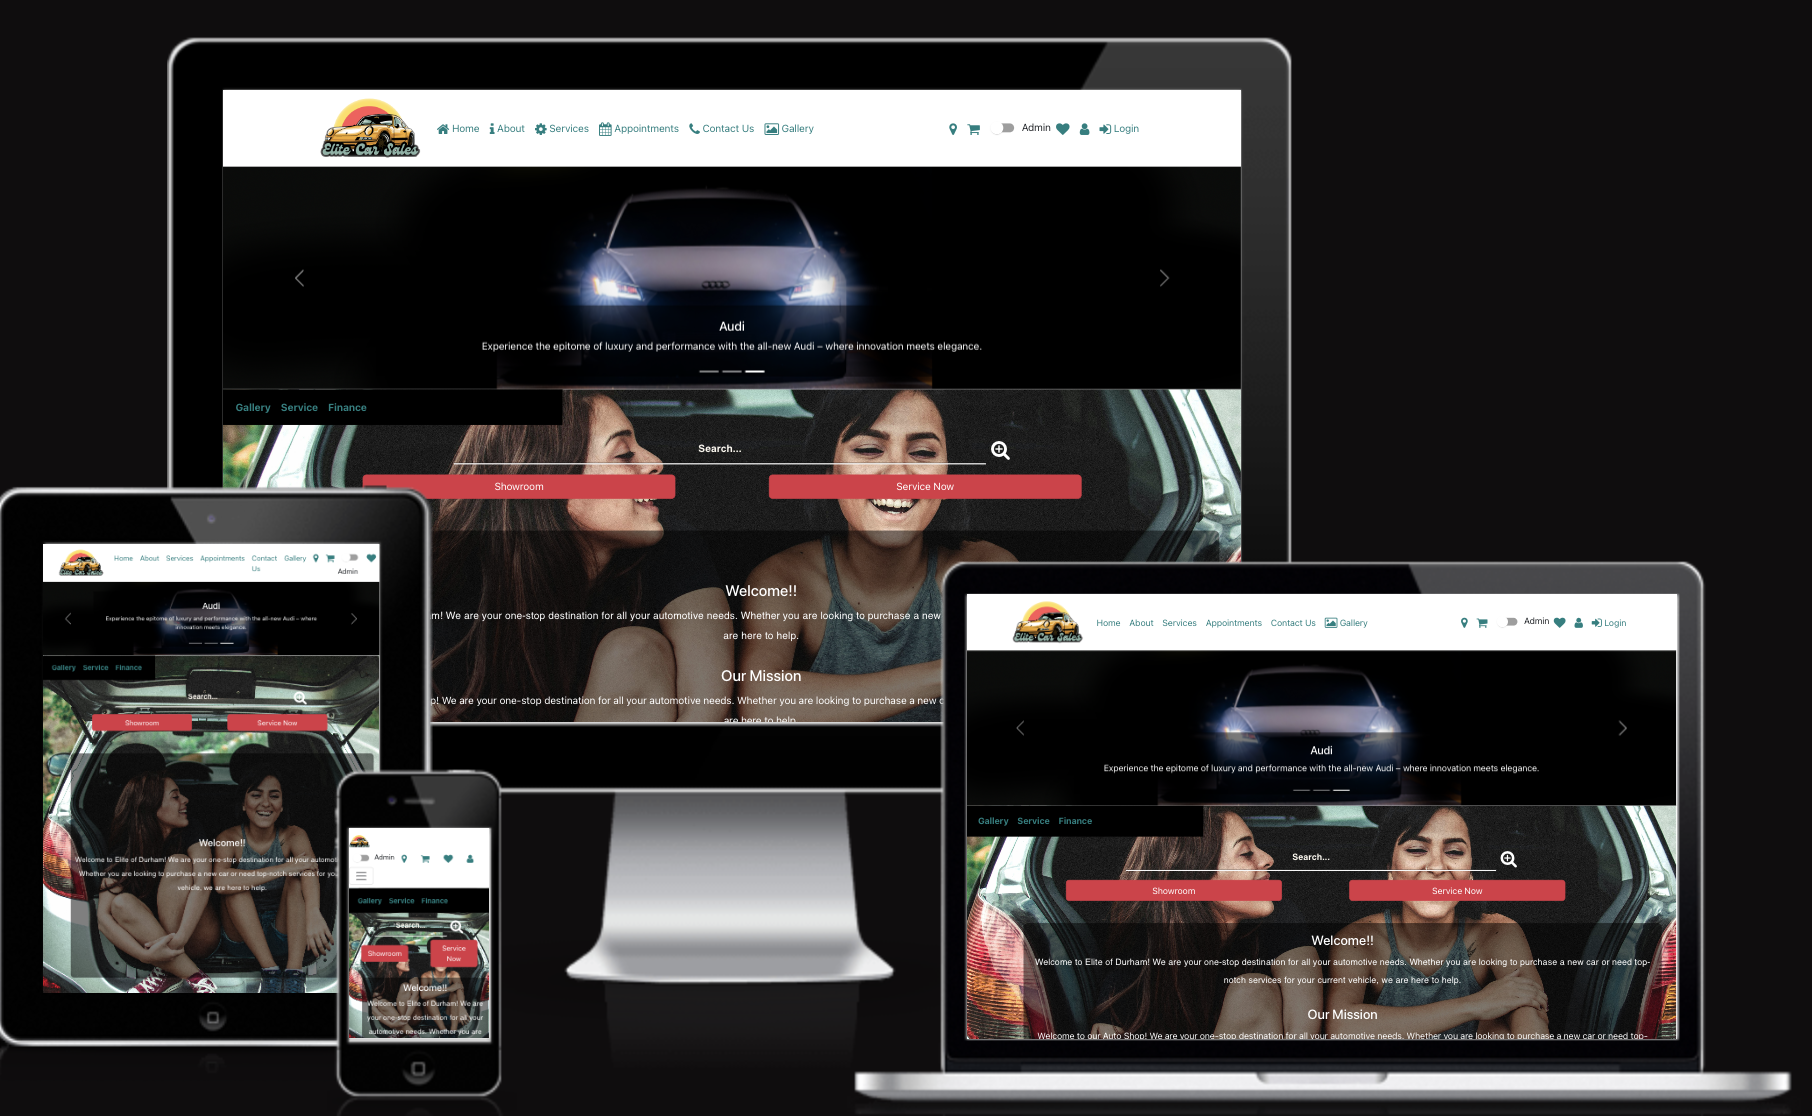 Elite Car Sales
Home About Services Appointments Contact Us Gallery Admin Login
Audi
Experience the epitome of luxury and performance with the all-new Audi – where innovation meets elegance.
Gallery Service Finance
Search...
Showroom Service Now
Welcome!!
m! We are your one-stop destination for all your automotive needs. Whether you are looking to purchase a new
are here to help.
Our Mission
p! We are your one-stop destination for all your automotive needs. Whether you are looking to purchase a new c
are here to help.
Elite Car Sales
Home About Services Appointments Contact Gallery
Us
Admin
Audi
Experience the epitome of luxury and performance with the all-new Audi – where
innovation meets elegance.
Gallery Service Finance
Search...
Showroom Service Now
Welcome!!
Welcome to Elite of Durham! We are your one-stop destination for all your automot
Whether you are looking to purchase a new car or need top-notch services for yo
vehicle, we are here to help.
Admin
Gallery Service Finance
Search...
Showroom
Service
Now
Welcome!!
Welcome to Elite of Durham! We are
your one-stop destination for all your
automotive needs. Whether you are
Elite Car Sales
Home About Services Appointments Contact Us Gallery Admin Login
Audi
Experience the epitome of luxury and performance with the all-new Audi – where innovation meets elegance.
Gallery Service Finance
Search...
Showroom Service Now
Welcome!!
Welcome to Elite of Durham! We are your one-stop destination for all your automotive needs. Whether you are looking to purchase a new car or need top-
notch services for your current vehicle, we are here to help.
Our Mission
Welcome to our Auto Shop! We are your one-stop destination for all your automotive needs. Whether you are looking to purchase a new car or need top-